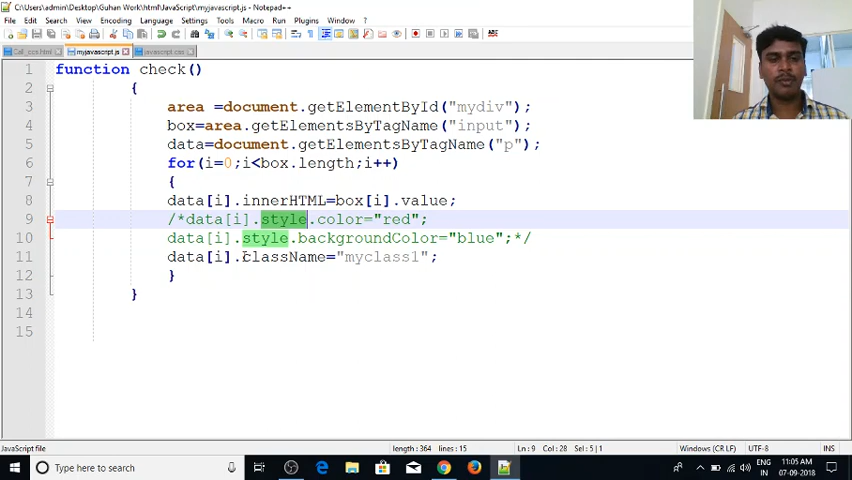 C:\Users\admin\Desktop\Guhan Work\html\JavaScript\myjavascript.js - Notepad++
File Edit Search View Encoding Language Settings Tools Macro Run Plugins Window ?
Call_ccs.html myjavascript.js javascript.css
1 function check()
2 {
3 area =document.getElementById("mydiv");
4 box=area.getElementsByTagName("input");
5 data=document.getElementsByTagName("p");
6 for(i=0;i<box.length;i++)
7 {
8 data[i].innerHTML=box[i].value;
9 /*data[i].style.color="red";
10 data[i].style.backgroundColor="blue";*/
11 data[i].className="myclass1";
12 }
13 }
14
15
JavaScript file length : 364 lines : 15 Ln : 9 Col : 28 Sel : 5 | 1 Windows (CR LF) UTF-8 INS
Type here to search
ENG
IN
11:05 AM
07-09-2018